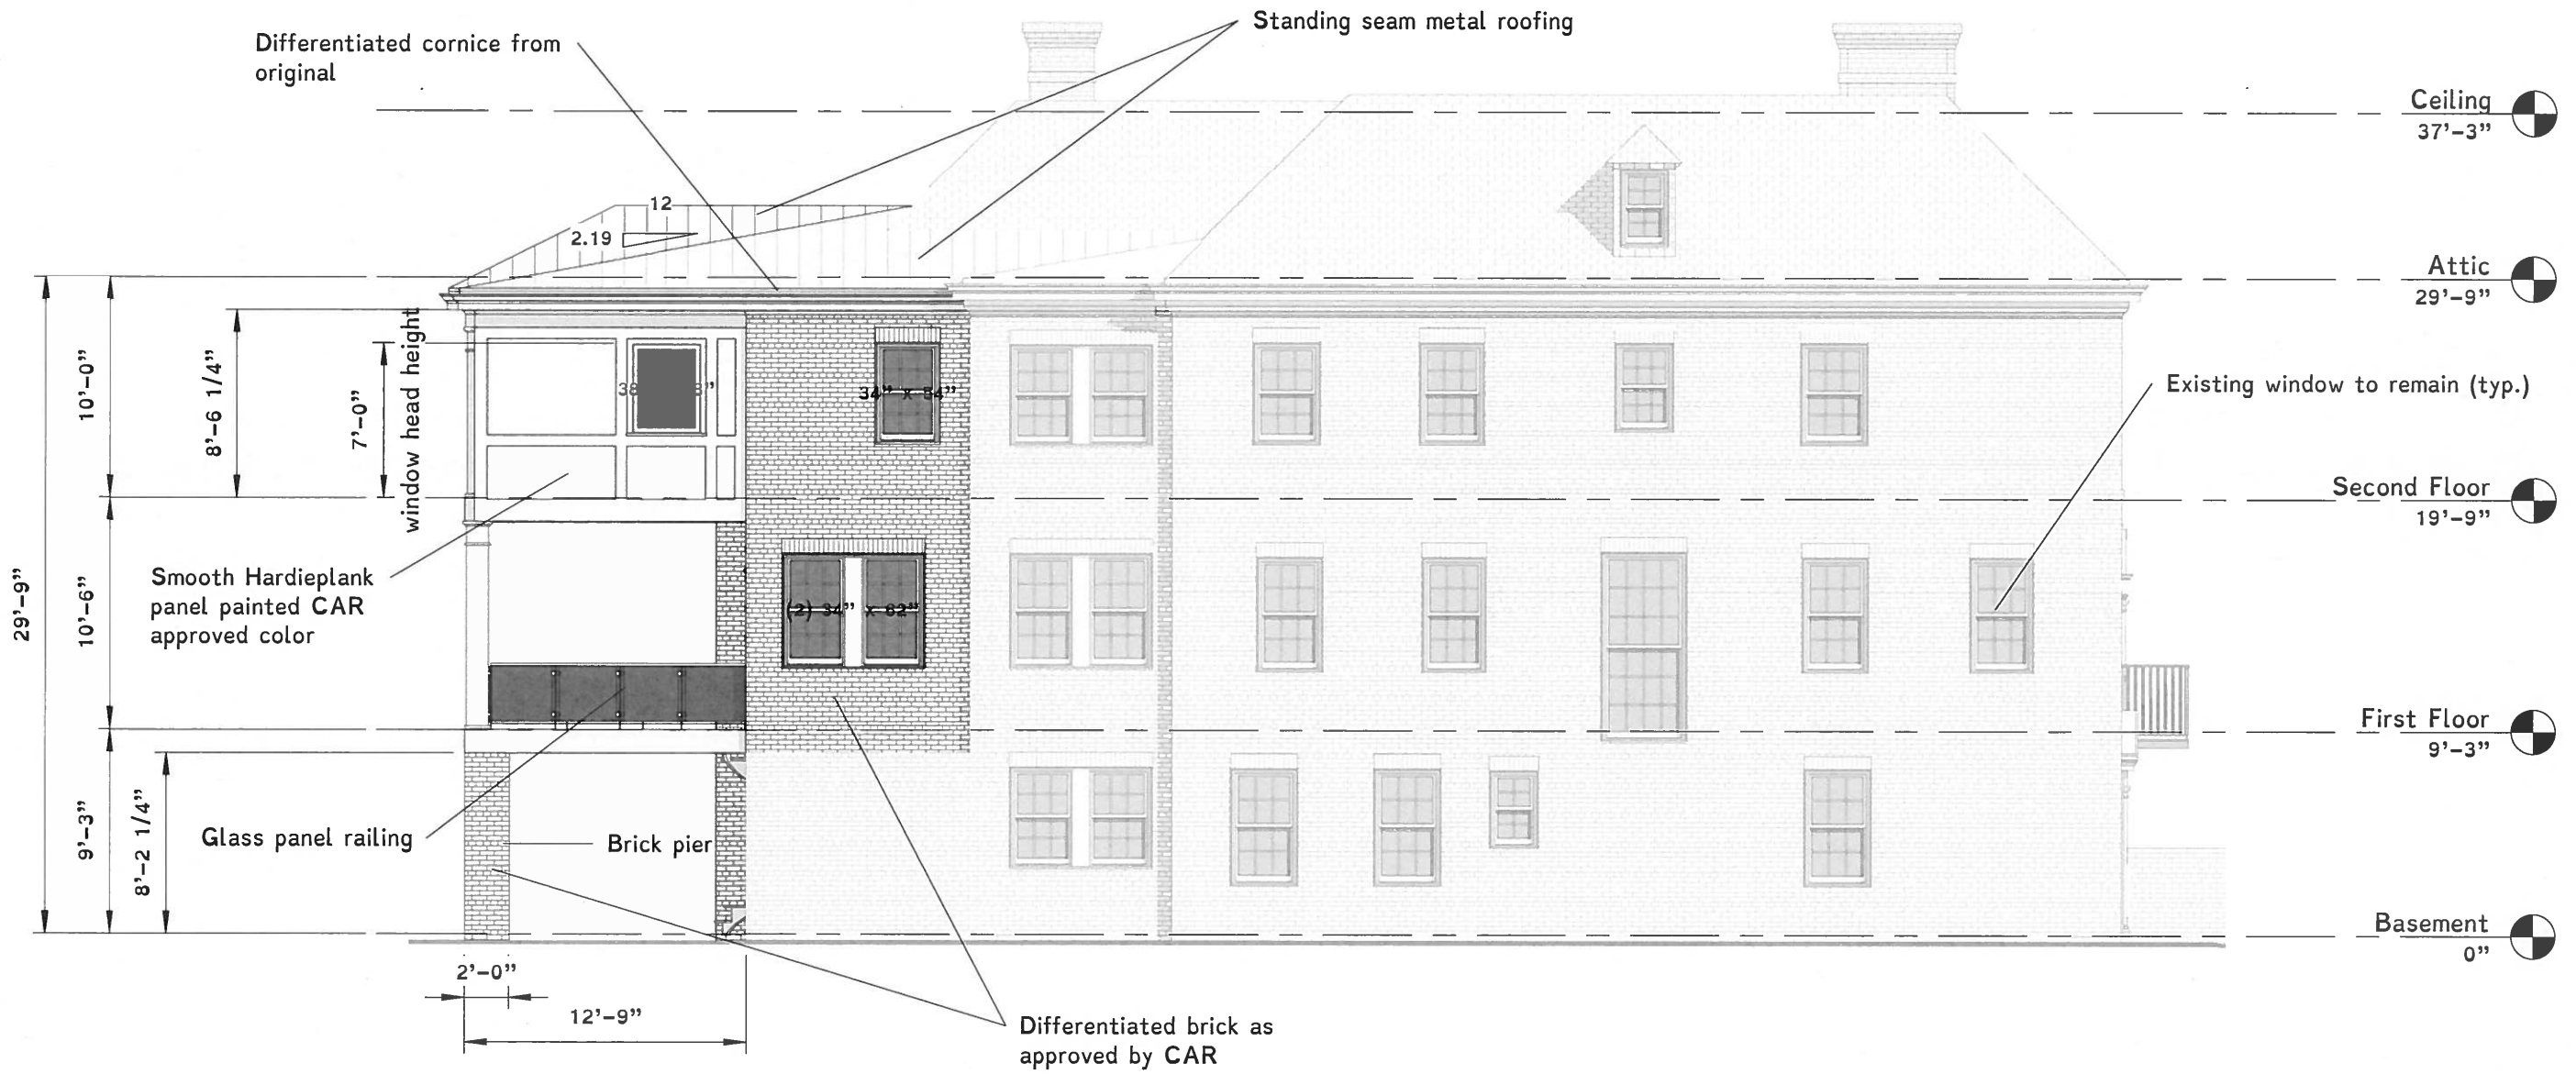 Standing seam metal roofing
Differentiated cornice from
original
Ceiling
37'-3"
12
2.19
Attic
29'-9"
10'-0"
8'-6 1/4"
7'-0"
window head height
34" x 54"
Existing window to remain (typ.)
Second Floor
19'-9"
29'-9"
10'-6"
Smooth Hardieplank
panel painted CAR
approved color
(2) 34" x 62"
First Floor
9'-3"
9'-3"
8'-2 1/4"
Glass panel railing
Brick pier
Basement
0"
2'-0"
12'-9"
Differentiated brick as
approved by CAR